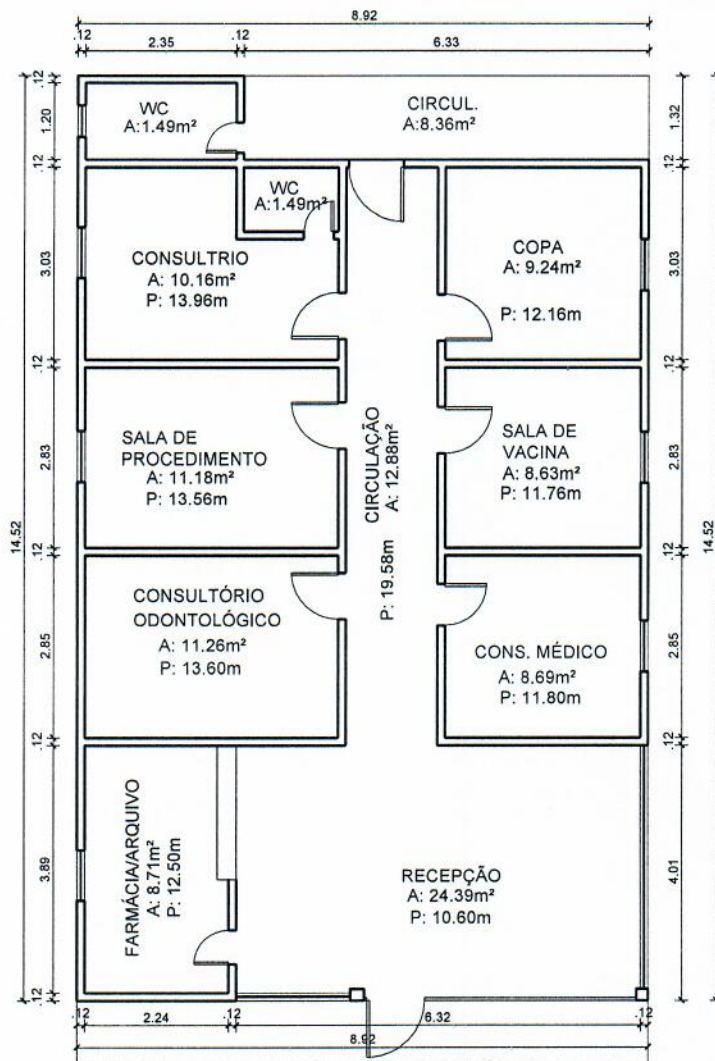 8.92
.12
2.35
.12
6.33
.12
1.20
.12
3.03
.12
2.83
.12
2.85
.12
3.89
.12
14.52
WC
A:1.49m²
CIRCUL.
A:8.36m²
WC
A:1.49m²
CONSULTRIO
A: 10.16m²
P: 13.96m
COPA
A: 9.24m²
P: 12.16m
SALA DE
PROCEDIMENTO
A: 11.18m²
P: 13.56m
CIRCULAÇÃO
A: 12.88m²
P: 19.58m
SALA DE
VACINA
A: 8.63m²
P: 11.76m
CONSULTÓRIO
ODONTOLÓGICO
A: 11.26m²
P: 13.60m
CONS. MÉDICO
A: 8.69m²
P: 11.80m
FARMÁCIA/ARQUIVO
A: 8.71m²
P: 12.50m
RECEPÇÃO
A: 24.39m²
P: 10.60m
1.32
.12
3.03
.12
2.83
.12
2.85
.12
4.01
14.52
.12
2.24
.12
6.32
.12
8.92